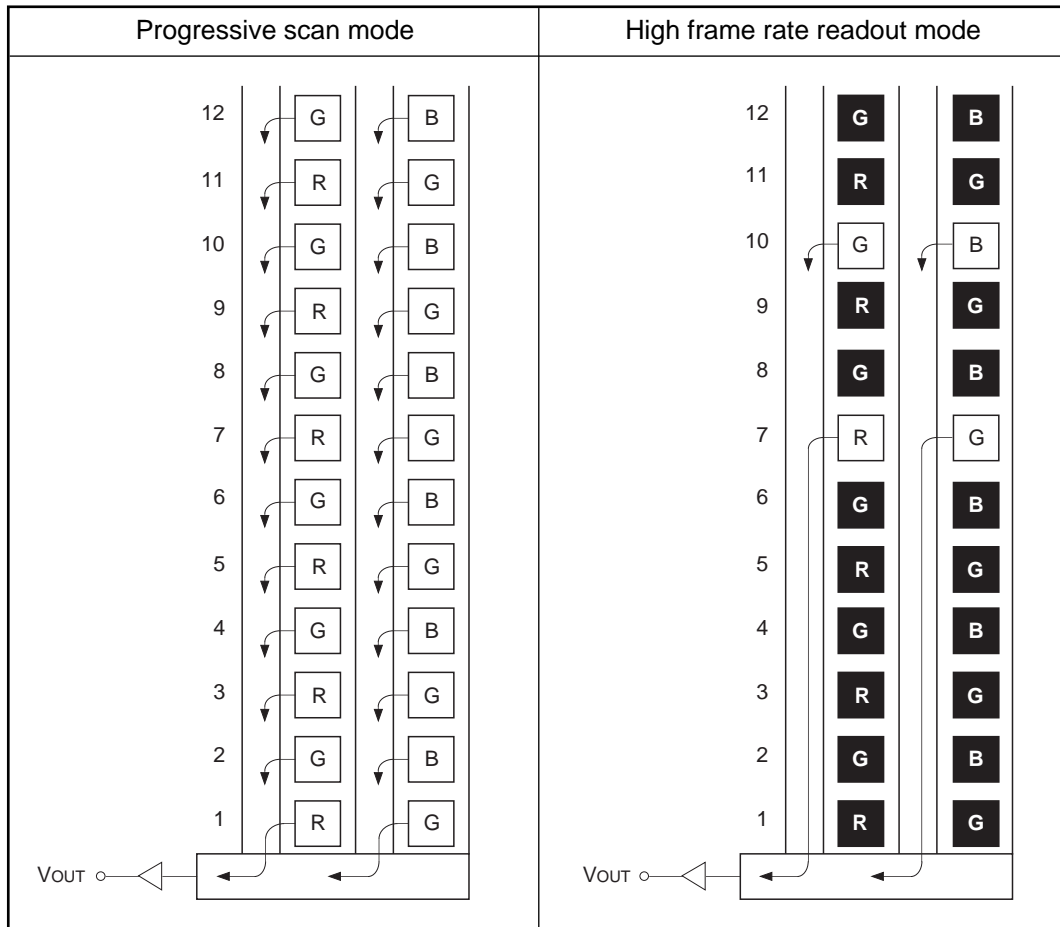 Progressive scan mode High frame rate readout mode
12 G B 12 G B
11 R G 11 R G
10 G B 10 G B
9 R G 9 R G
8 G B 8 G B
7 R G 7 R G
6 G B 6 G B
5 R G 5 R G
4 G B 4 G B
3 R G 3 R G
2 G B 2 G B
1 R G 1 R G
VOUT VOUT